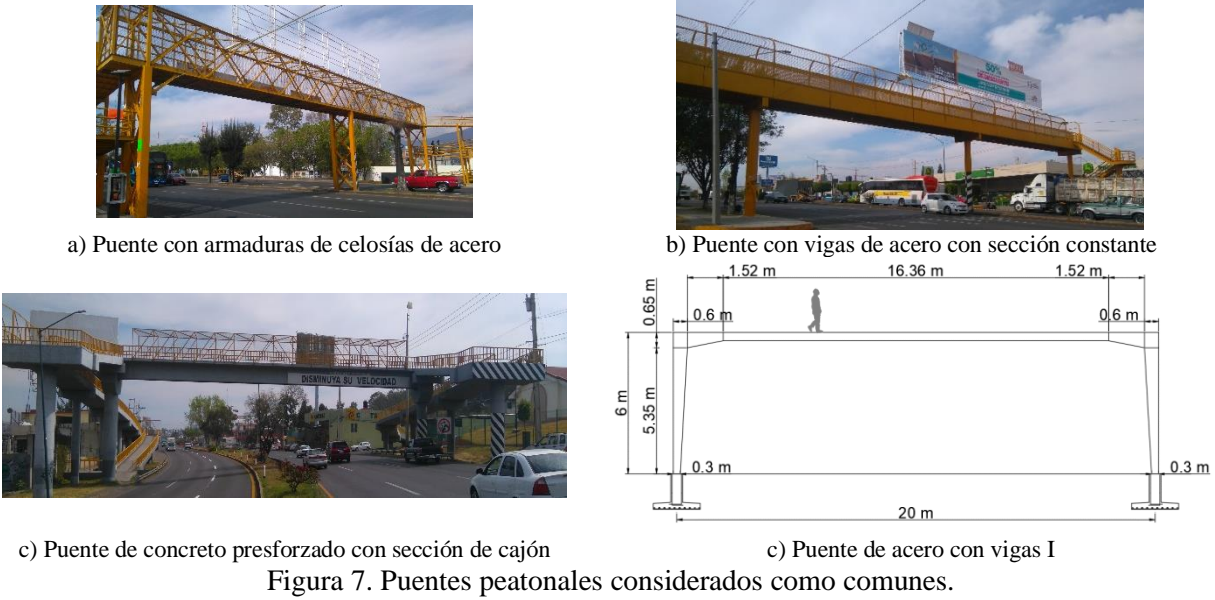 50%
a) Puente con armaduras de celosías de acero
b) Puente con vigas de acero con sección constante
DISMINUYA SU VELOCIDAD
1.52 m 16.36 m 1.52 m
0.65 m
0.6 m 0.6 m
6 m
5.35 m
0.3 m 0.3 m
20 m
c) Puente de concreto presforzado con sección de cajón
c) Puente de acero con vigas I
Figura 7. Puentes peatonales considerados como comunes.